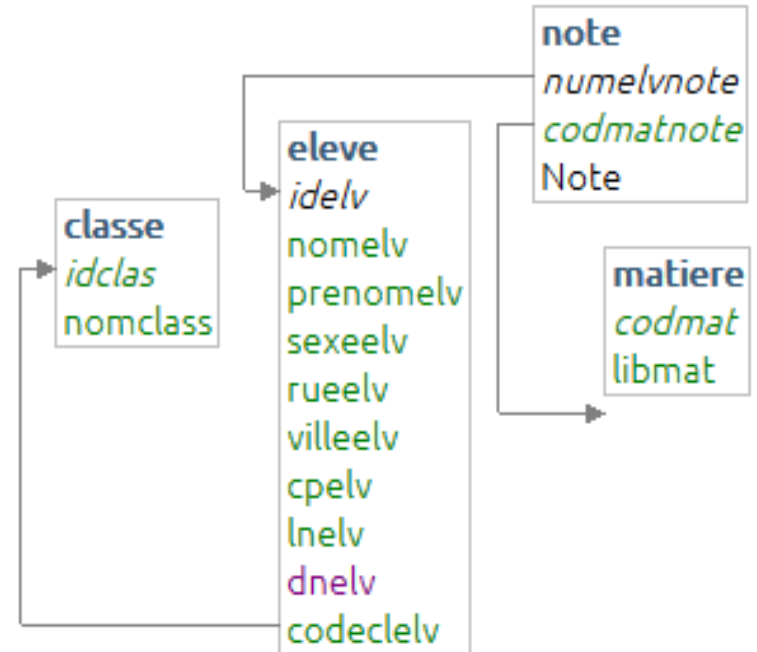 classe
idclas
nomclass
eleve
idelv
nomelv
prenomelv
sexeelv
rueelv
villeelv
cpelv
lnelv
dnelv
codeclelv
note
numelvnote
codmatnote
Note
matiere
codmat
libmat